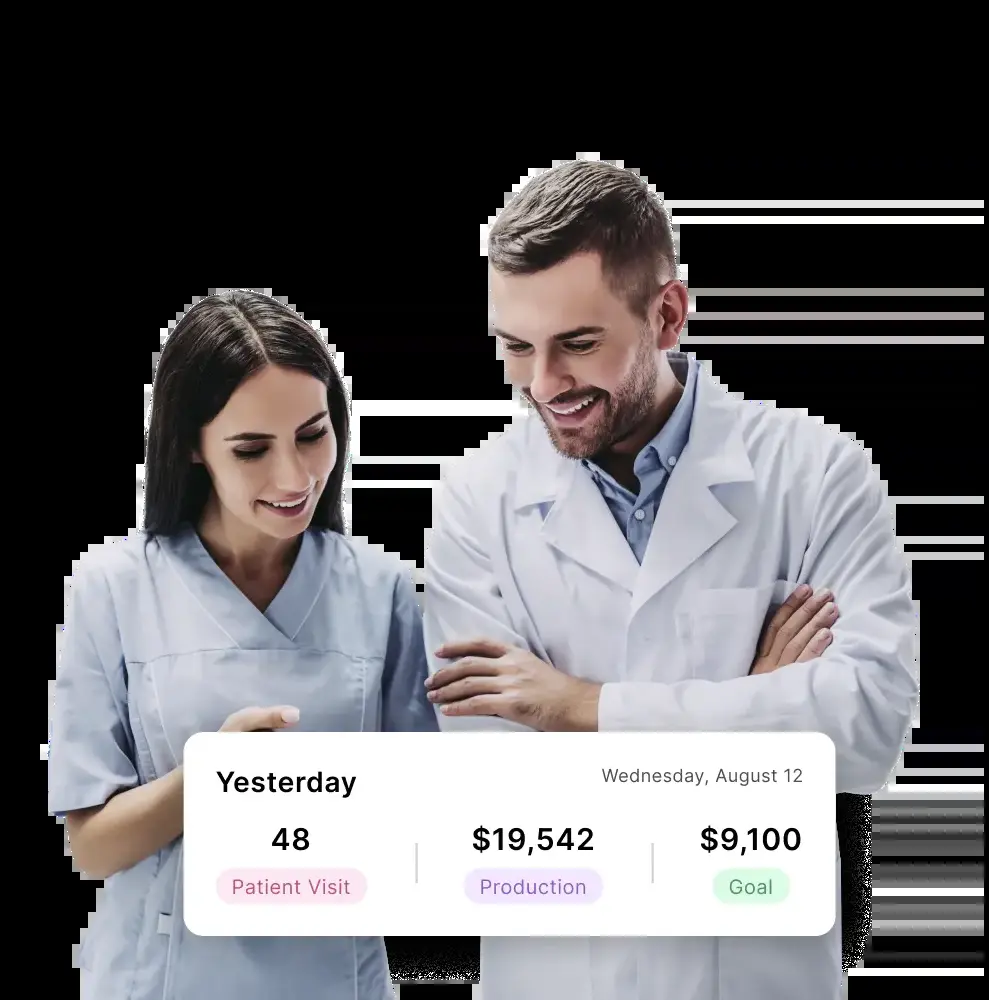 Yesterday
Wednesday, August 12
48
$19,542
$9,100
Patient Visit
Production
Goal